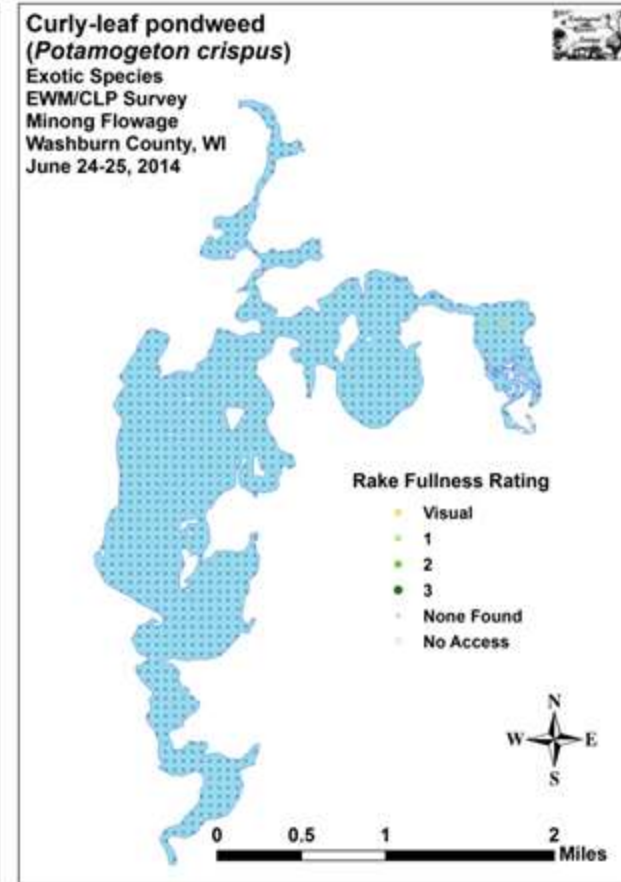 Curly-leaf pondweed
(Potamogeton crispus)
Exotic Species
EWM/CLP Survey
Minong Flowage
Washburn County, WI
June 24-25, 2014
Rake Fullness Rating
Visual
1
2
3
None Found
No Access
N
W E
S
0 0.5 1 2
Miles